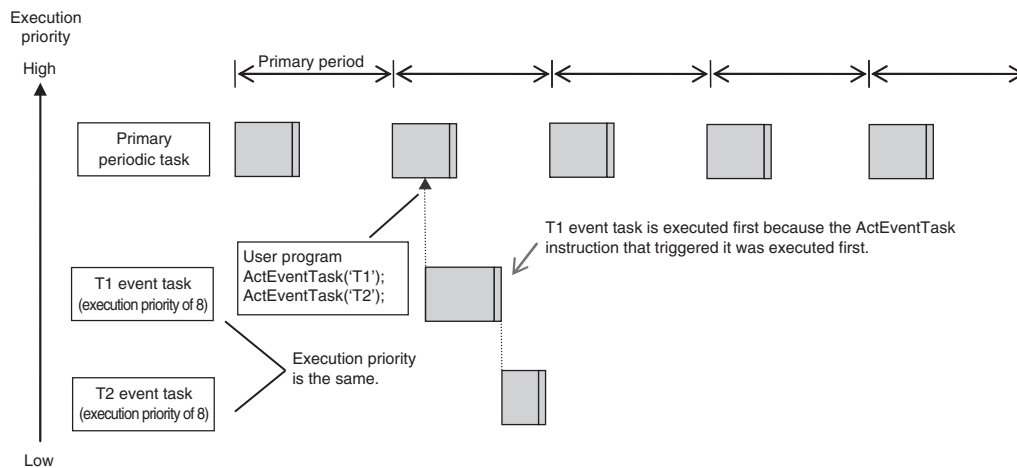 Execution
priority
High
Primary period
Primary
periodic task
T1 event task is executed first because the ActEventTask
instruction that triggered it was executed first.
User program
ActEventTask(‘T1’);
ActEventTask(‘T2’);
T1 event task
(execution priority of 8)
Execution priority
is the same.
T2 event task
(execution priority of 8)
Low